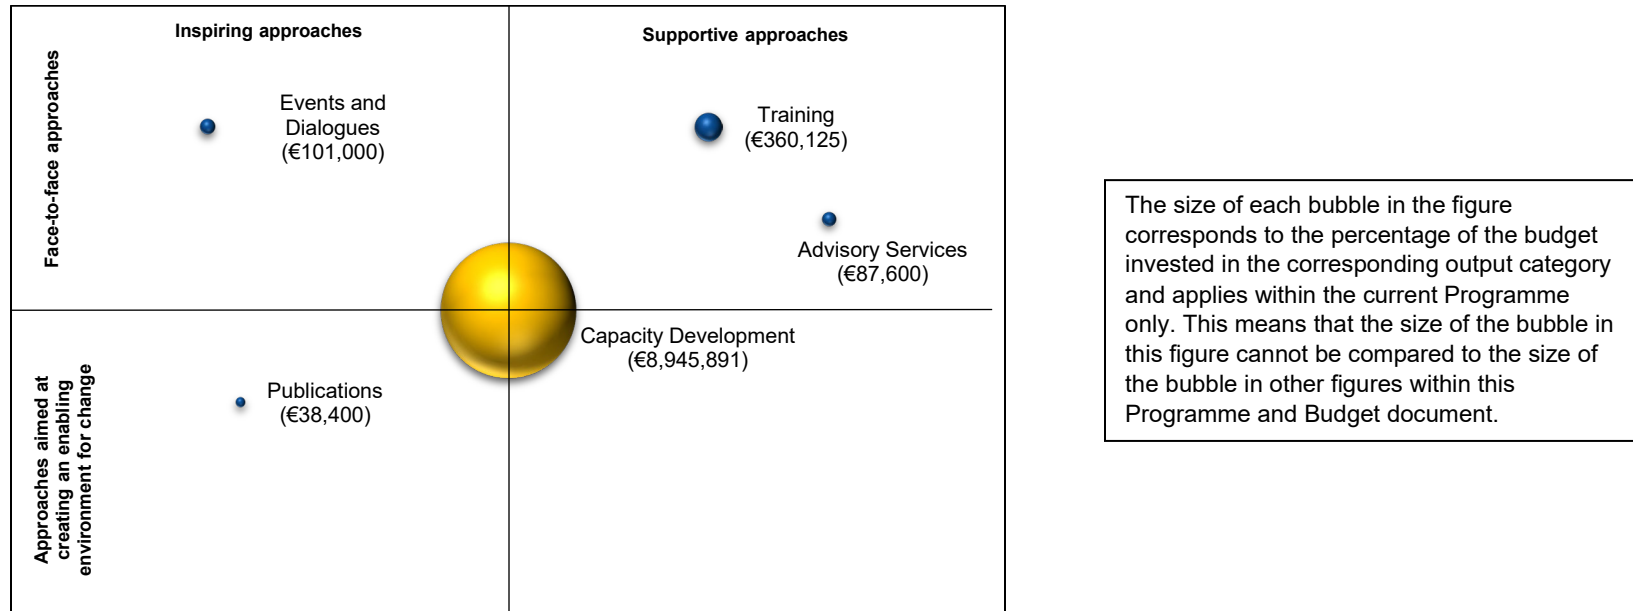 Inspiring approaches
Supportive approaches
Face-to-face approaches
Events and
Dialogues
(€101,000)
Training
(€360,125)
Advisory Services
(€87,600)
Capacity Development
(€8,945,891)
Approaches aimed at
creating an enabling
environment for change
Publications
(€38,400)
The size of each bubble in the figure
corresponds to the percentage of the budget
invested in the corresponding output category
and applies within the current Programme
only. This means that the size of the bubble in
this figure cannot be compared to the size of
the bubble in other figures within this
Programme and Budget document.